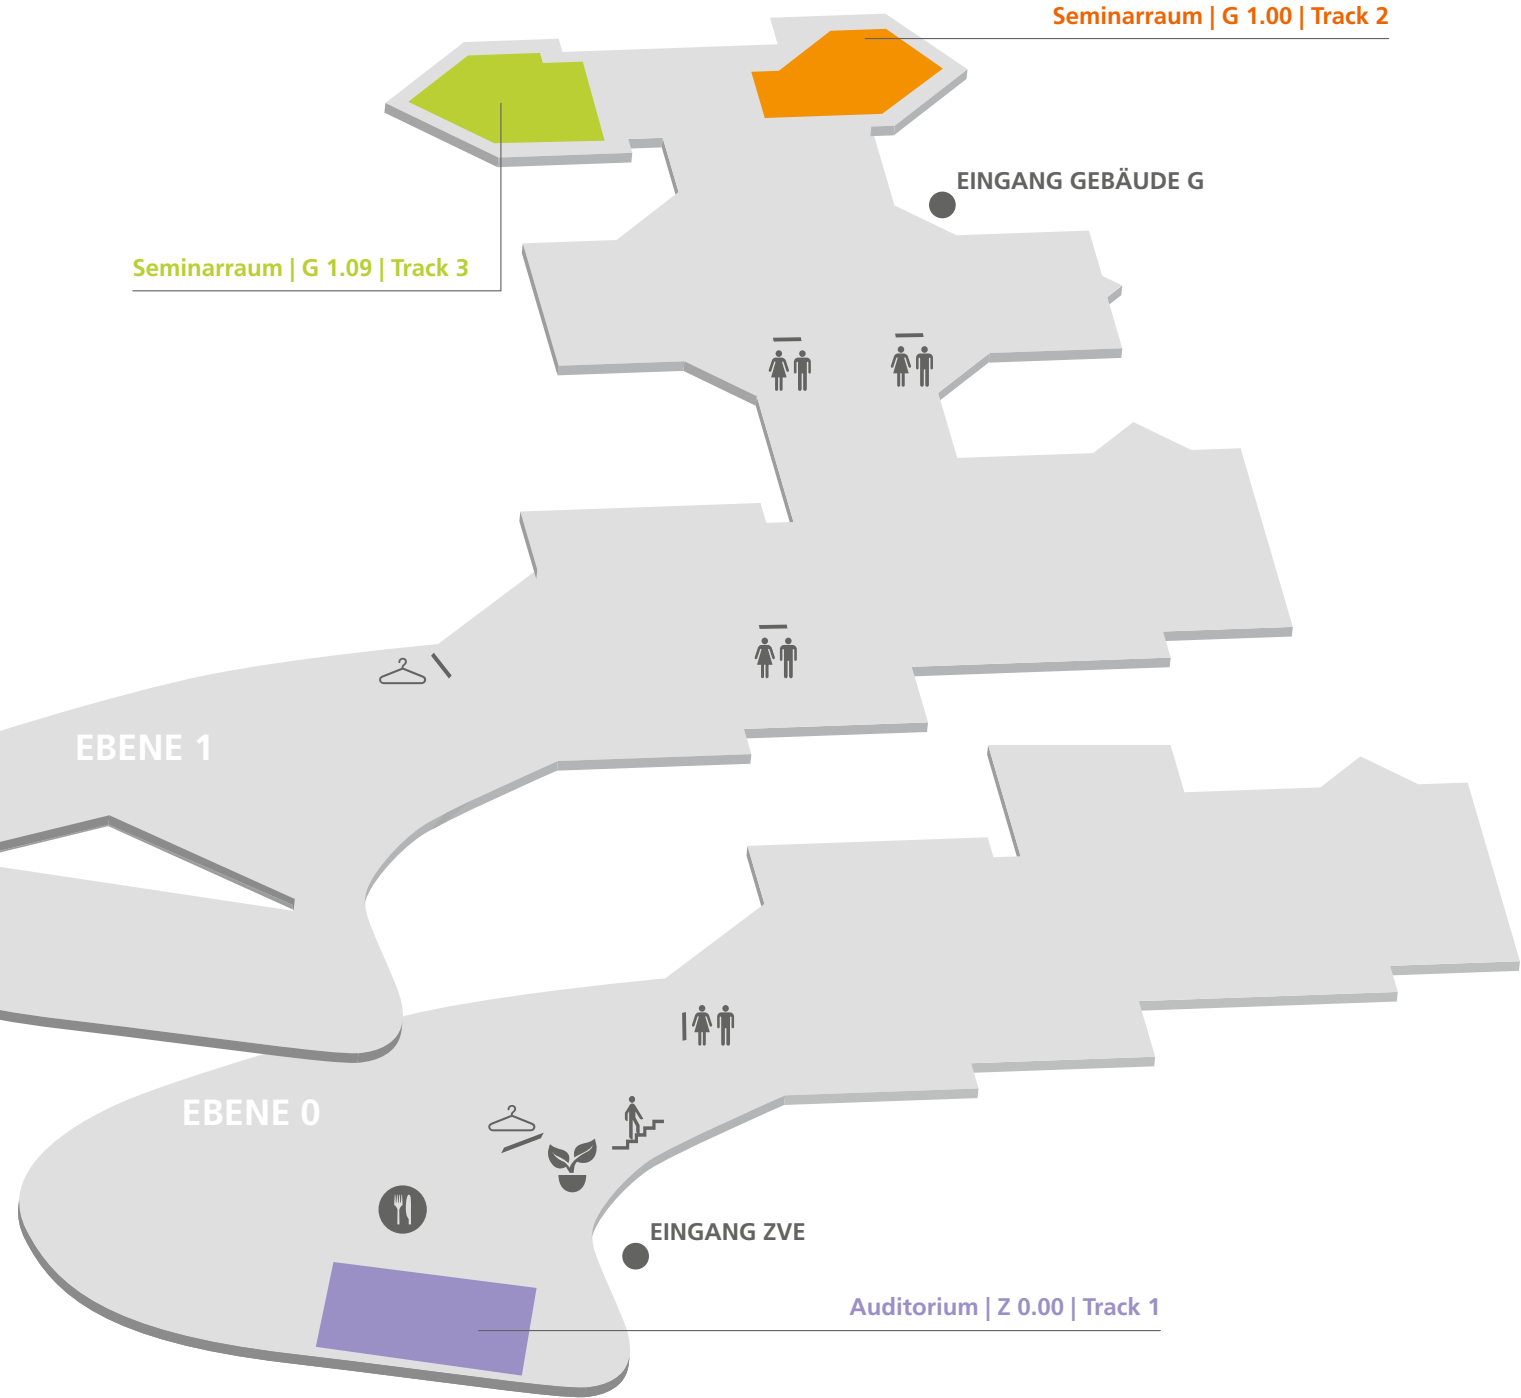 Seminarraum | G 1.00 | Track 2
EINGANG GEBÄUDE G
Seminarraum | G 1.09 | Track 3
EBENE 1
EBENE 0
EINGANG ZVE
Auditorium | Z 0.00 | Track 1